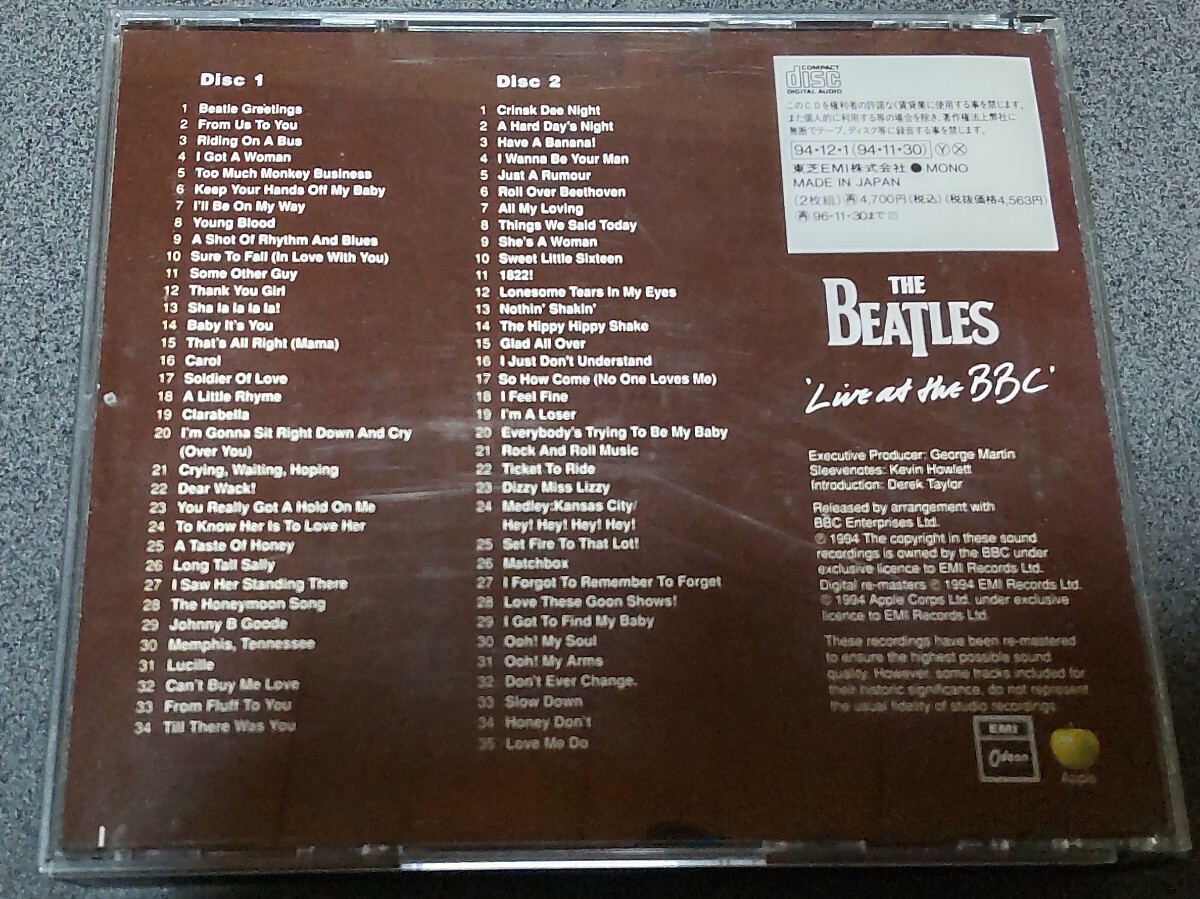 Disc 1
1 Beatle Greetings
2 From Us To You
3 Riding On A Bus
4 I Got A Woman
5 Too Much Monkey Business
6 Keep Your Hands Off My Baby
7 I'll Be On My Way
8 Young Blood
9 A Shot Of Rhythm And Blues
10 Sure To Fall (In Love With You)
11 Some Other Guy
12 Thank You Girl
13 Sha la la la la!
14 Baby It's You
15 That's All Right (Mama)
16 Carol
17 Soldier Of Love
18 A Little Rhyme
19 Clarabella
20 I'm Gonna Sit Right Down And Cry
(Over You)
21 Crying, Waiting, Hoping
22 Dear Wack!
23 You Really Got A Hold On Me
24 To Know Her Is To Love Her
25 A Taste Of Honey
26 Long Tall Sally
27 I Saw Her Standing There
28 The Honeymoon Song
29 Johnny B Goode
30 Memphis, Tennessee
31 Lucille
32 Can't Buy Me Love
33 From Fluff To You
34 Till There Was You
Disc 2
1 Crinsk Dee Night
2 A Hard Day's Night
3 Have A Banana!
4 I Wanna Be Your Man
5 Just A Rumour
6 Roll Over Beethoven
7 All My Loving
8 Things We Said Today
9 She's A Woman
10 Sweet Little Sixteen
11 1822!
12 Lonesome Tears In My Eyes
13 Nothin' Shakin'
14 The Hippy Hippy Shake
15 Glad All Over
16 I Just Don't Understand
17 So How Come (No One Loves Me)
18 I Feel Fine
19 I'm A Loser
20 Everybody's Trying To Be My Baby
21 Rock And Roll Music
22 Ticket To Ride
23 Dizzy Miss Lizzy
24 Medley:Kansas City/
Hey! Hey! Hey! Hey!
25 Set Fire To That Lot!
26 Matchbox
27 I Forgot To Remember To Forget
28 Love These Goon Shows!
29 I Got To Find My Baby
30 Ooh! My Soul
31 Ooh! My Arms
32 Don't Ever Change.
33 Slow Down
34 Honey Don't
35 Love Me Do
COMPACT
disc
DIGITAL AUDIO
このCDを権利者の許諾なく賃貸業に使用する事を禁じます。
また個人的に利用する等の場合を除き、著作権法上弊社に
無断でテープ、ディスク等に録音する事を禁じます。
94・12・1(94・11・30)Ⓨ Ⓧ
東芝EMI株式会社 ● MONO
MADE IN JAPAN
(2枚組) 再 4,700円(税込)(税抜価格4,563円)
再 96・11・30まで
THE
BEATLES
'Live at the BBC'
Executive Producer: George Martin
Sleevenotes: Kevin Howlett
Introduction: Derek Taylor
Released by arrangement with
BBC Enterprises Ltd.
℗ 1994 The copyright in these sound
recordings is owned by the BBC under
exclusive licence to EMI Records Ltd.
Digital re-masters ℗ 1994 EMI Records Ltd.
© 1994 Apple Corps Ltd. under exclusive
licence to EMI Records Ltd.
These recordings have been re-mastered
to ensure the highest possible sound
quality. However, some tracks included for
their historic significance, do not represent
the usual fidelity of studio recordings.
EMI
Odeon
Apple